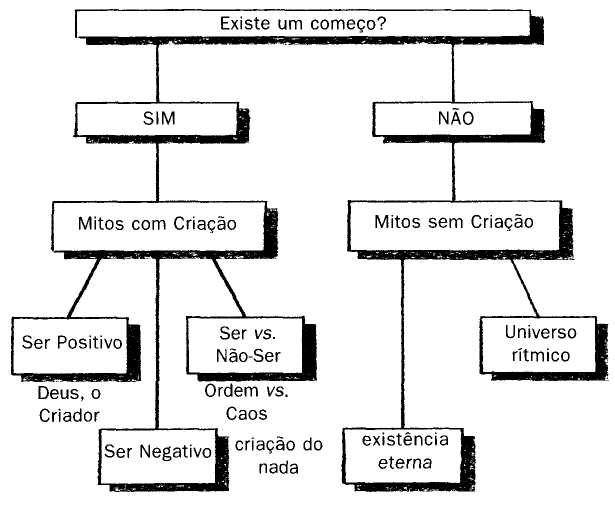 Existe um começo?
SIM
NÃO
Mitos com Criação
Mitos sem Criação
Ser Positivo
Deus, o
Criador
Ser vs.
Não-Ser
Ordem vs.
Caos
Universo
rítmico
Ser Negativo
criação do
nada
existência
eterna